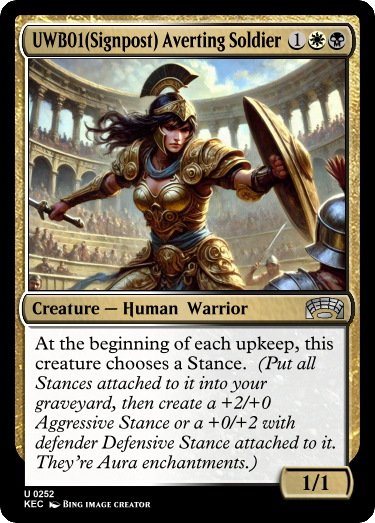 UWB01(Signpost) Averting Soldier 1
Creature — Human Warrior
At the beginning of each upkeep, this
creature chooses a Stance. (Put all
Stances attached to it into your
graveyard, then create a +2/+0
Aggressive Stance or a +0/+2 with
defender Defensive Stance attached to it.
They're Aura enchantments.)
1/1
U 0252
KEC Bing Image Creator